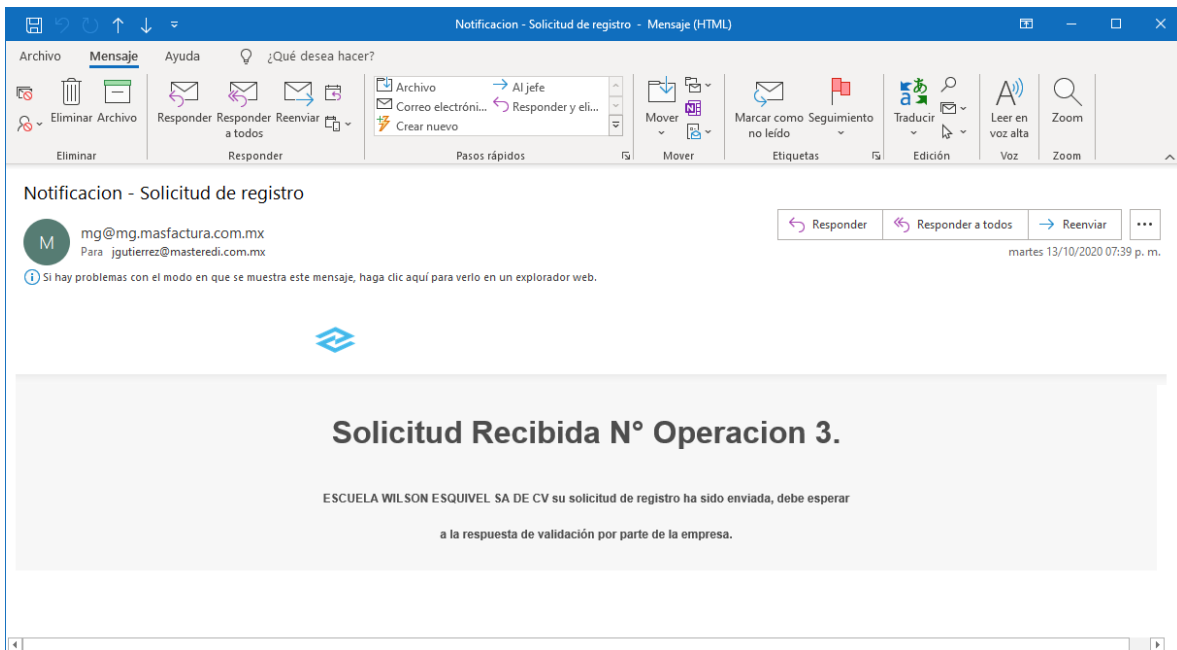 Notificacion - Solicitud de registro - Mensaje (HTML)
Archivo Mensaje Ayuda ¿Qué desea hacer?
Eliminar Archivo
Responder Responder a todos Reenviar
Archivo Al jefe
Correo electróni... Responder y eli...
Crear nuevo
Mover
Marcar como no leído Seguimiento
Traducir
Leer en voz alta
Zoom
Eliminar Responder Pasos rápidos Mover Etiquetas Edición Voz Zoom
Notificacion - Solicitud de registro
Responder Responder a todos Reenviar
M
mg@mg.masfactura.com.mx
Para jgutierrez@masteredi.com.mx
martes 13/10/2020 07:39 p. m.
Si hay problemas con el modo en que se muestra este mensaje, haga clic aquí para verlo en un explorador web.
Solicitud Recibida N° Operacion 3.
ESCUELA WILSON ESQUIVEL SA DE CV su solicitud de registro ha sido enviada, debe esperar
a la respuesta de validación por parte de la empresa.